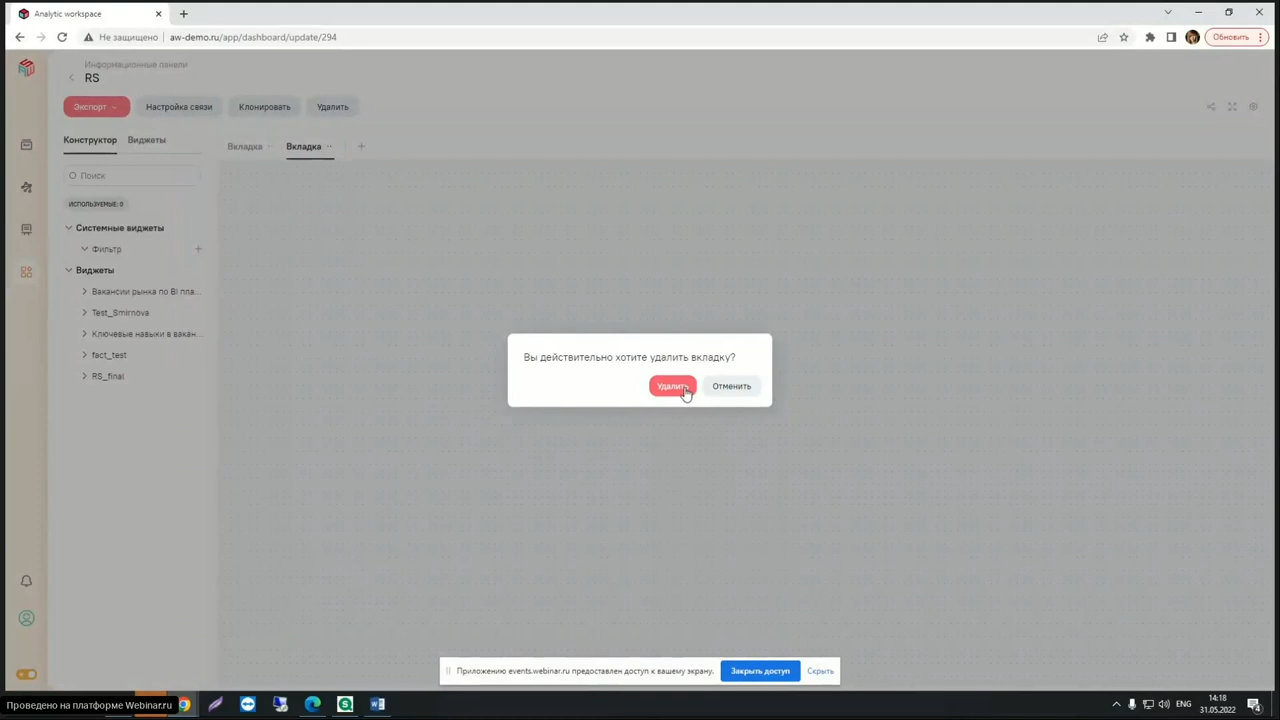 Analytic workspace
Не защищено
aw-demo.ru/app/dashboard/update/294
Обновить
Информационные панели
RS
Экспорт
Настройка связи
Клонировать
Удалить
Конструктор
Виджеты
Вкладка
Вкладка
Поиск
ИСПОЛЬЗУЕМЫЕ: 0
Системные виджеты
Фильтр
Виджеты
Вакансии рынка по BI пла...
Test_Smirnova
Ключевые навыки в вакан...
fact_test
RS_final
Вы действительно хотите удалить вкладку?
Удалить
Отменить
Приложению events.webinar.ru предоставлен доступ к вашему экрану.
Закрыть доступ
Скрыть
Проведено на платформе Webinar.ru
ENG
14:18
31.05.2022
4